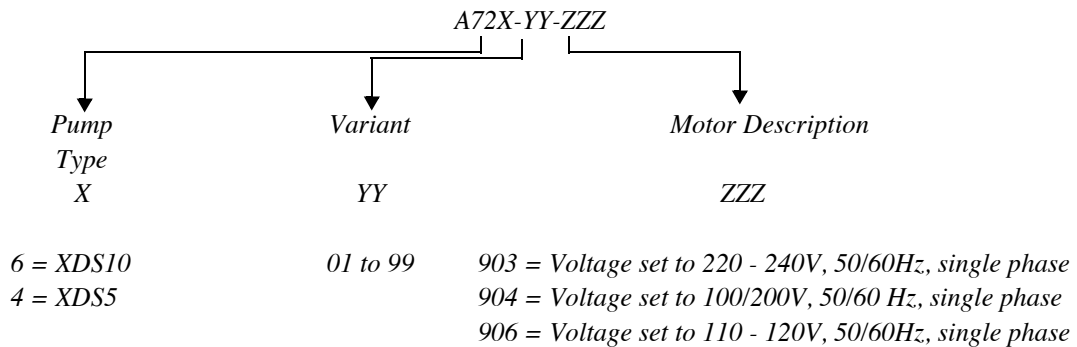 A72X-YY-ZZZ
Pump Variant Motor Description
Type
X YY ZZZ
6 = XDS10 01 to 99 903 = Voltage set to 220 - 240V, 50/60Hz, single phase
4 = XDS5 904 = Voltage set to 100/200V, 50/60 Hz, single phase
906 = Voltage set to 110 - 120V, 50/60Hz, single phase